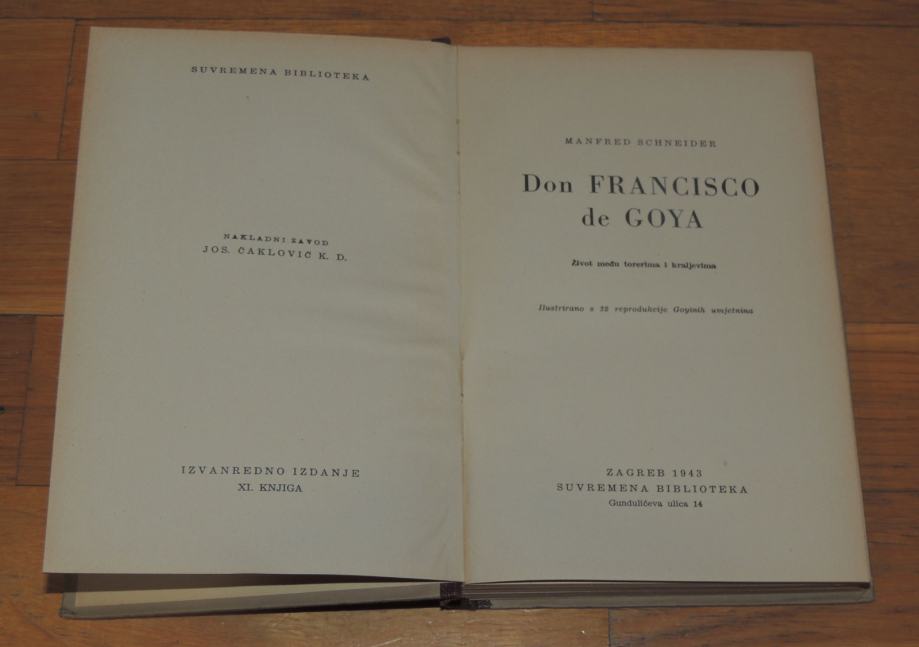 SUVREMENA BIBLIOTEKA
NAKLADNI ZAVOD
JOS. ČAKLOVIĆ K. D.
IZVANREDNO IZDANJE
XI. KNJIGA
MANFRED SCHNEIDER
Don FRANCISCO
de GOYA
Život među torerima i kraljevima
Ilustrirano s 32 reprodukcije Goyinih umjetnina
ZAGREB 1943
SUVREMENA BIBLIOTEKA
Gundulićeva ulica 14